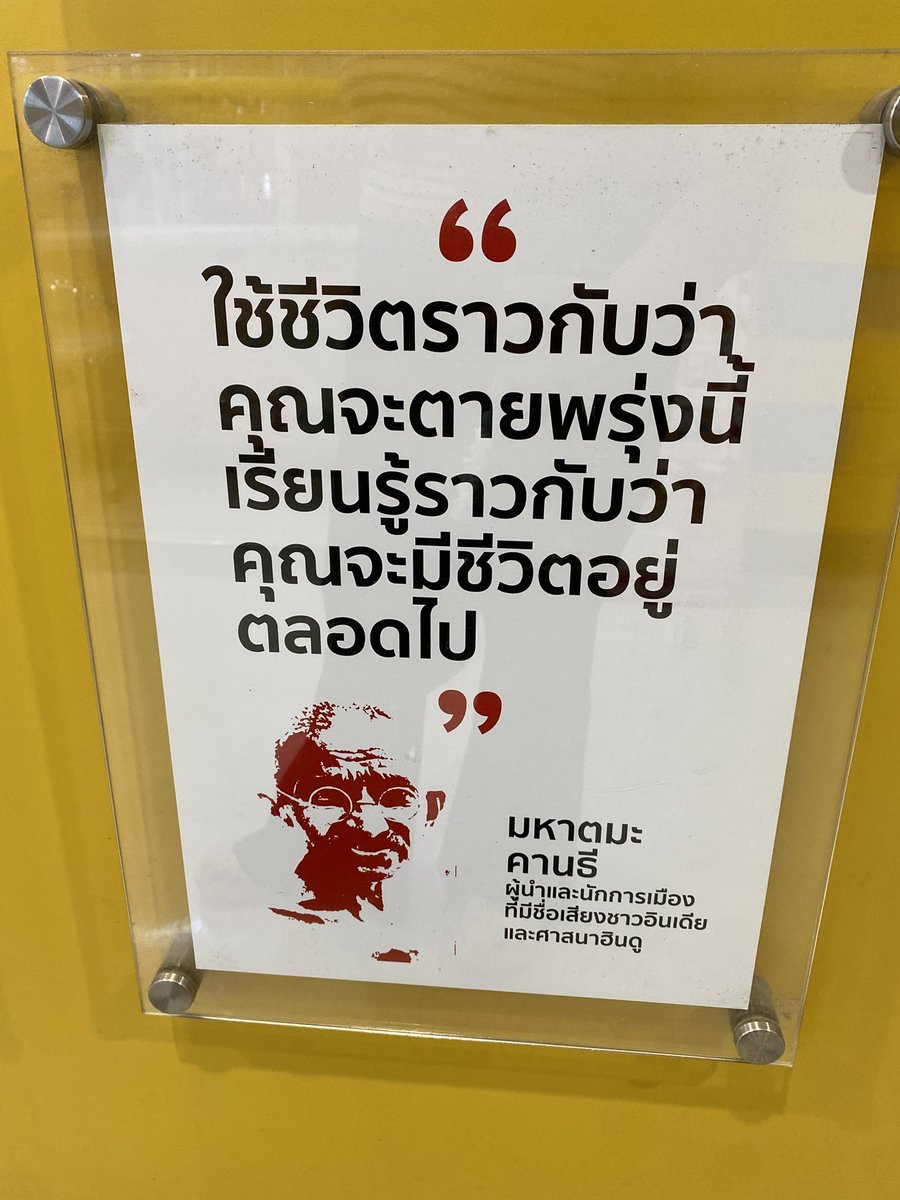 “
ใช้ชีวิตราวกับว่า
คุณจะตายพรุ่งนี้
เรียนรู้ราวกับว่า
คุณจะมีชีวิตอยู่
ตลอดไป
”
มหาตมะ
คานธี
ผู้นำและนักการเมือง
ที่มีชื่อเสียงชาวอินเดีย
และศาสนาฮินดู